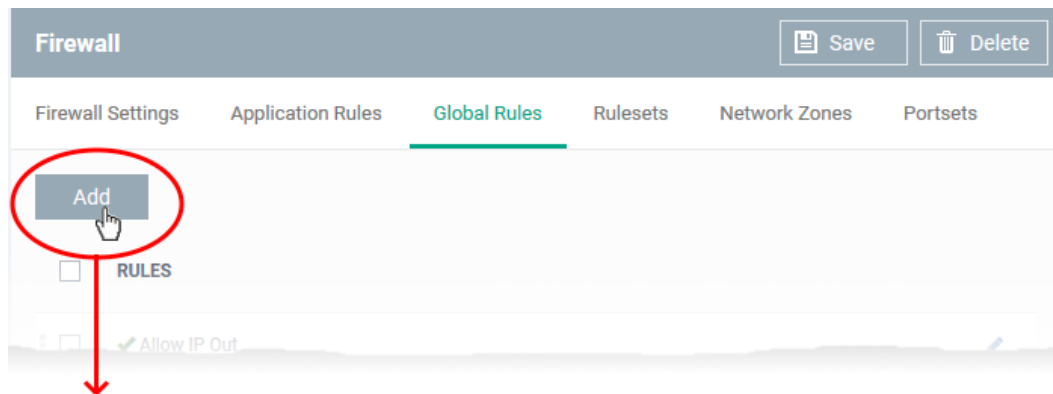 Firewall Save Delete
Firewall Settings Application Rules Global Rules Rulesets Network Zones Portsets
Add
RULES
Allow IP Out